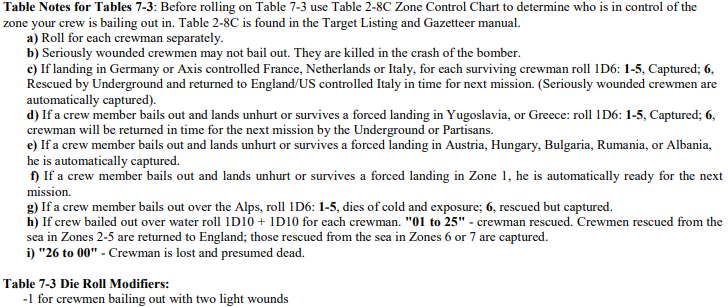 Table Notes for Tables 7-3: Before rolling on Table 7-3 use Table 2-8C Zone Control Chart to determine who is in control of the
zone your crew is bailing out in. Table 2-8C is found in the Target Listing and Gazetteer manual.
a) Roll for each crewman separately.
b) Seriously wounded crewmen may not bail out. They are killed in the crash of the bomber.
c) If landing in Germany or Axis controlled France, Netherlands or Italy, for each surviving crewman roll 1D6: 1-5, Captured; 6,
Rescued by Underground and returned to England/US controlled Italy in time for next mission. (Seriously wounded crewmen are
automatically captured).
d) If a crew member bails out and lands unhurt or survives a forced landing in Yugoslavia, or Greece: roll 1D6: 1-5, Captured; 6,
crewman will be returned in time for the next mission by the Underground or Partisans.
e) If a crew member bails out and lands unhurt or survives a forced landing in Austria, Hungary, Bulgaria, Rumania, or Albania,
he is automatically captured.
f) If a crew member bails out and lands unhurt or survives a forced landing in Zone 1, he is automatically ready for the next
mission.
g) If a crew member bails out over the Alps, roll 1D6: 1-5, dies of cold and exposure; 6, rescued but captured.
h) If crew bailed out over water roll 1D10 + 1D10 for each crewman. "01 to 25" - crewman rescued. Crewmen rescued from the
sea in Zones 2-5 are returned to England; those rescued from the sea in Zones 6 or 7 are captured.
i) "26 to 00" - Crewman is lost and presumed dead.
Table 7-3 Die Roll Modifiers:
-1 for crewmen bailing out with two light wounds